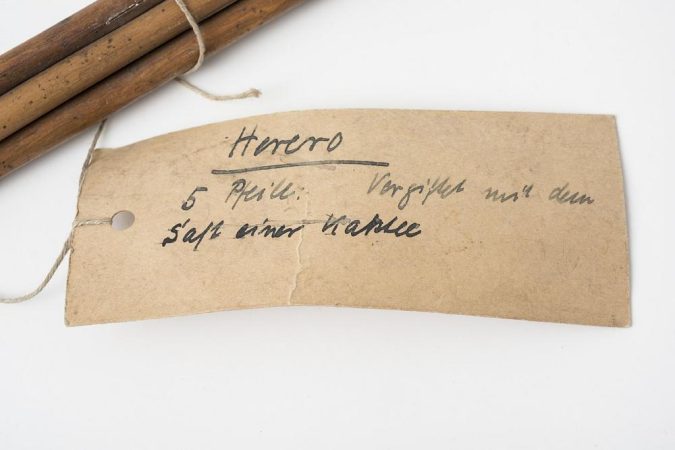 Herero
5 Pfeile. Vergiftet mit dem
Saft einer Kaktee